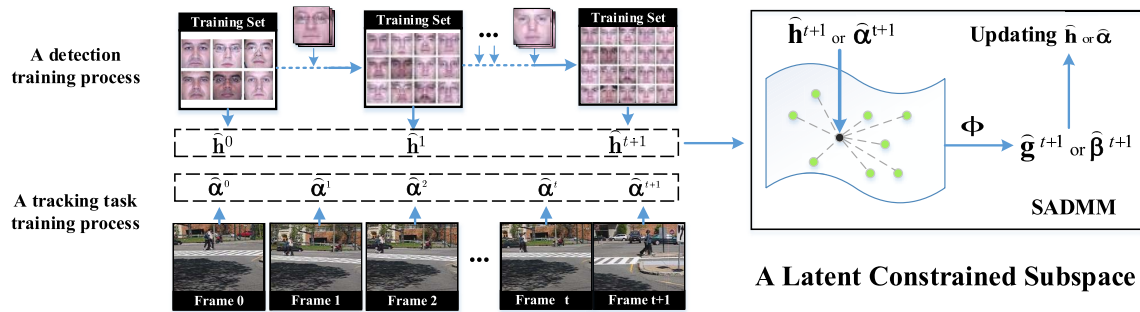 A detection
training process
Training Set
Training Set
...
Training Set
ĥ⁰
ĥ¹
ĥᵗ⁺¹
A tracking task
training process
α̂⁰
α̂¹
α̂²
α̂ᵗ
α̂ᵗ⁺¹
...
Frame 0
Frame 1
Frame 2
Frame t
Frame t+1
ĥᵗ⁺¹ or α̂ᵗ⁺¹
Updating ĥ or α̂
Φ
ĝᵗ⁺¹ or β̂ᵗ⁺¹
SADMM
A Latent Constrained Subspace